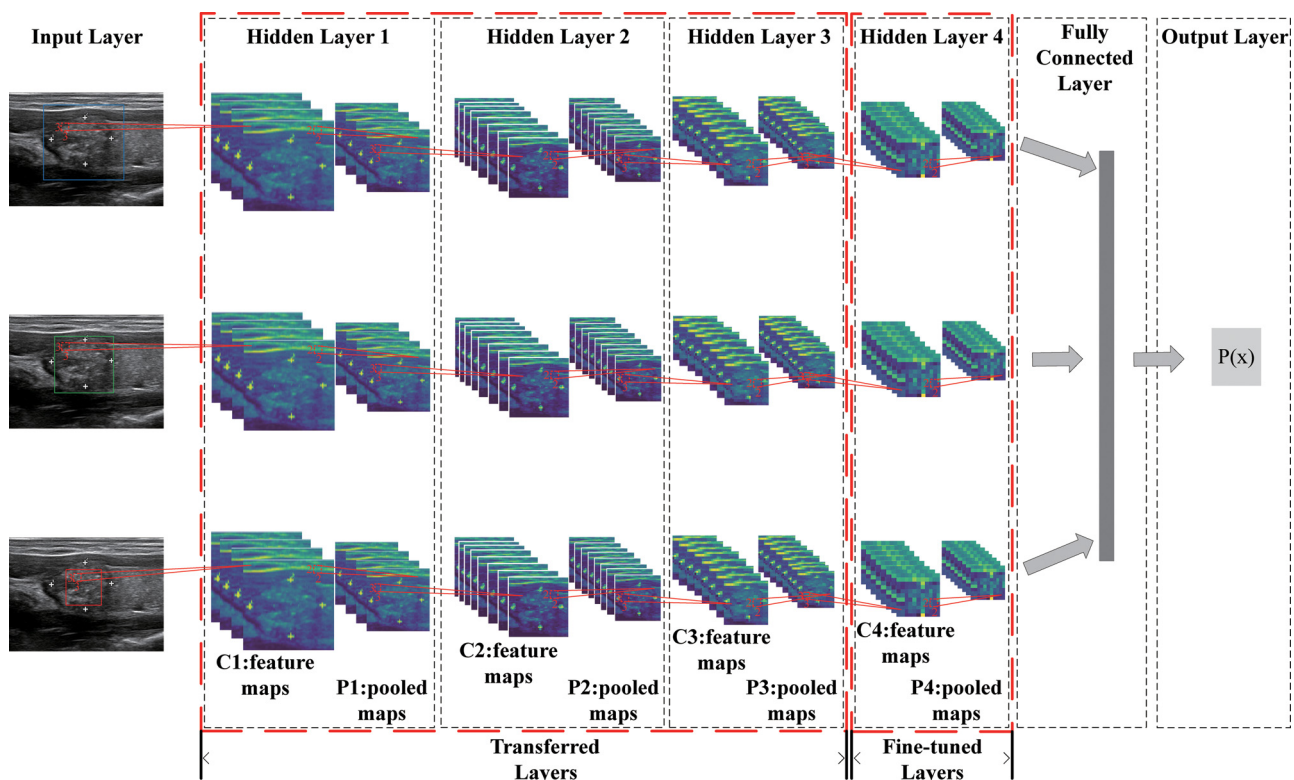 Input Layer
Hidden Layer 1
Hidden Layer 2
Hidden Layer 3
Hidden Layer 4
Fully
Connected
Layer
Output Layer
P(x)
C1:feature
maps
P1:pooled
maps
C2:feature
maps
P2:pooled
maps
C3:feature
maps
P3:pooled
maps
C4:feature
maps
P4:pooled
maps
Transferred
Layers
Fine-tuned
Layers